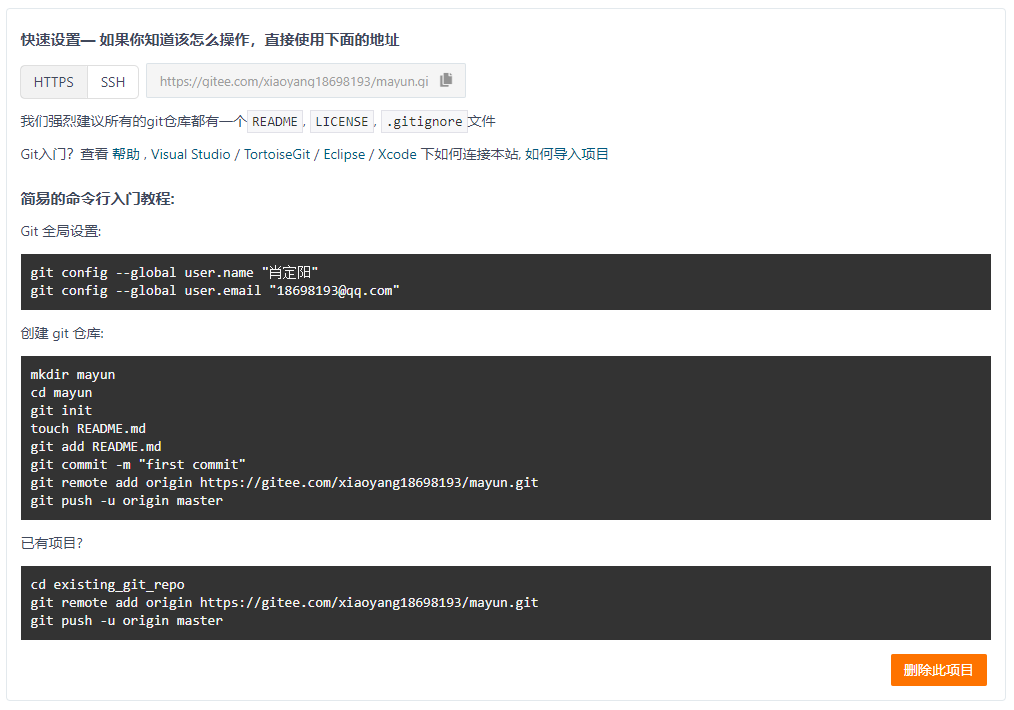 快速设置— 如果你知道该怎么操作，直接使用下面的地址
HTTPS SSH https://gitee.com/xiaoyang18698193/mayun.gi
我们强烈建议所有的git仓库都有一个 README, LICENSE, .gitignore 文件
Git入门？查看 帮助 , Visual Studio / TortoiseGit / Eclipse / Xcode 下如何连接本站, 如何导入项目
简易的命令行入门教程:
Git 全局设置:
git config --global user.name "肖定阳"
git config --global user.email "18698193@qq.com"
创建 git 仓库:
mkdir mayun
cd mayun
git init
touch README.md
git add README.md
git commit -m "first commit"
git remote add origin https://gitee.com/xiaoyang18698193/mayun.git
git push -u origin master
已有项目?
cd existing_git_repo
git remote add origin https://gitee.com/xiaoyang18698193/mayun.git
git push -u origin master
删除此项目